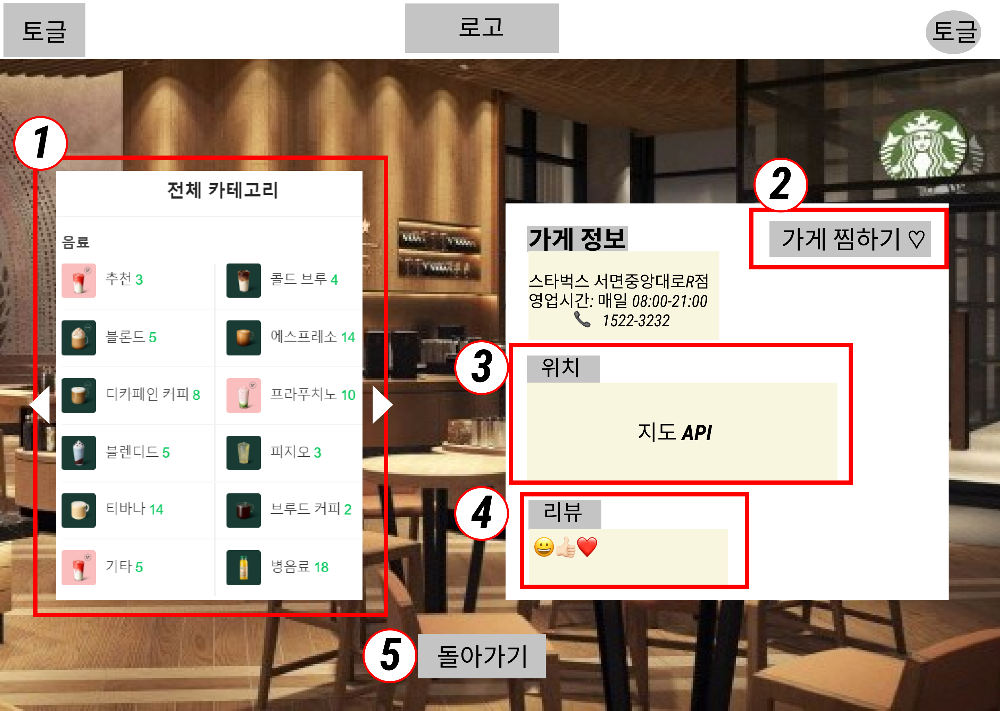 토글
로고
토글
1
전체 카테고리
음료
추천 3
콜드 브루 4
블론드 5
에스프레소 14
디카페인 커피 8
프라푸치노 10
블렌디드 5
피지오 3
티바나 14
브루드 커피 2
기타 5
병음료 18
2
가게 정보
가게 찜하기 ♡
스타벅스 서면중앙대로R점
영업시간: 매일 08:00-21:00
📞 1522-3232
3
위치
지도 API
4
리뷰
😀👍🏻❤️
5
돌아가기